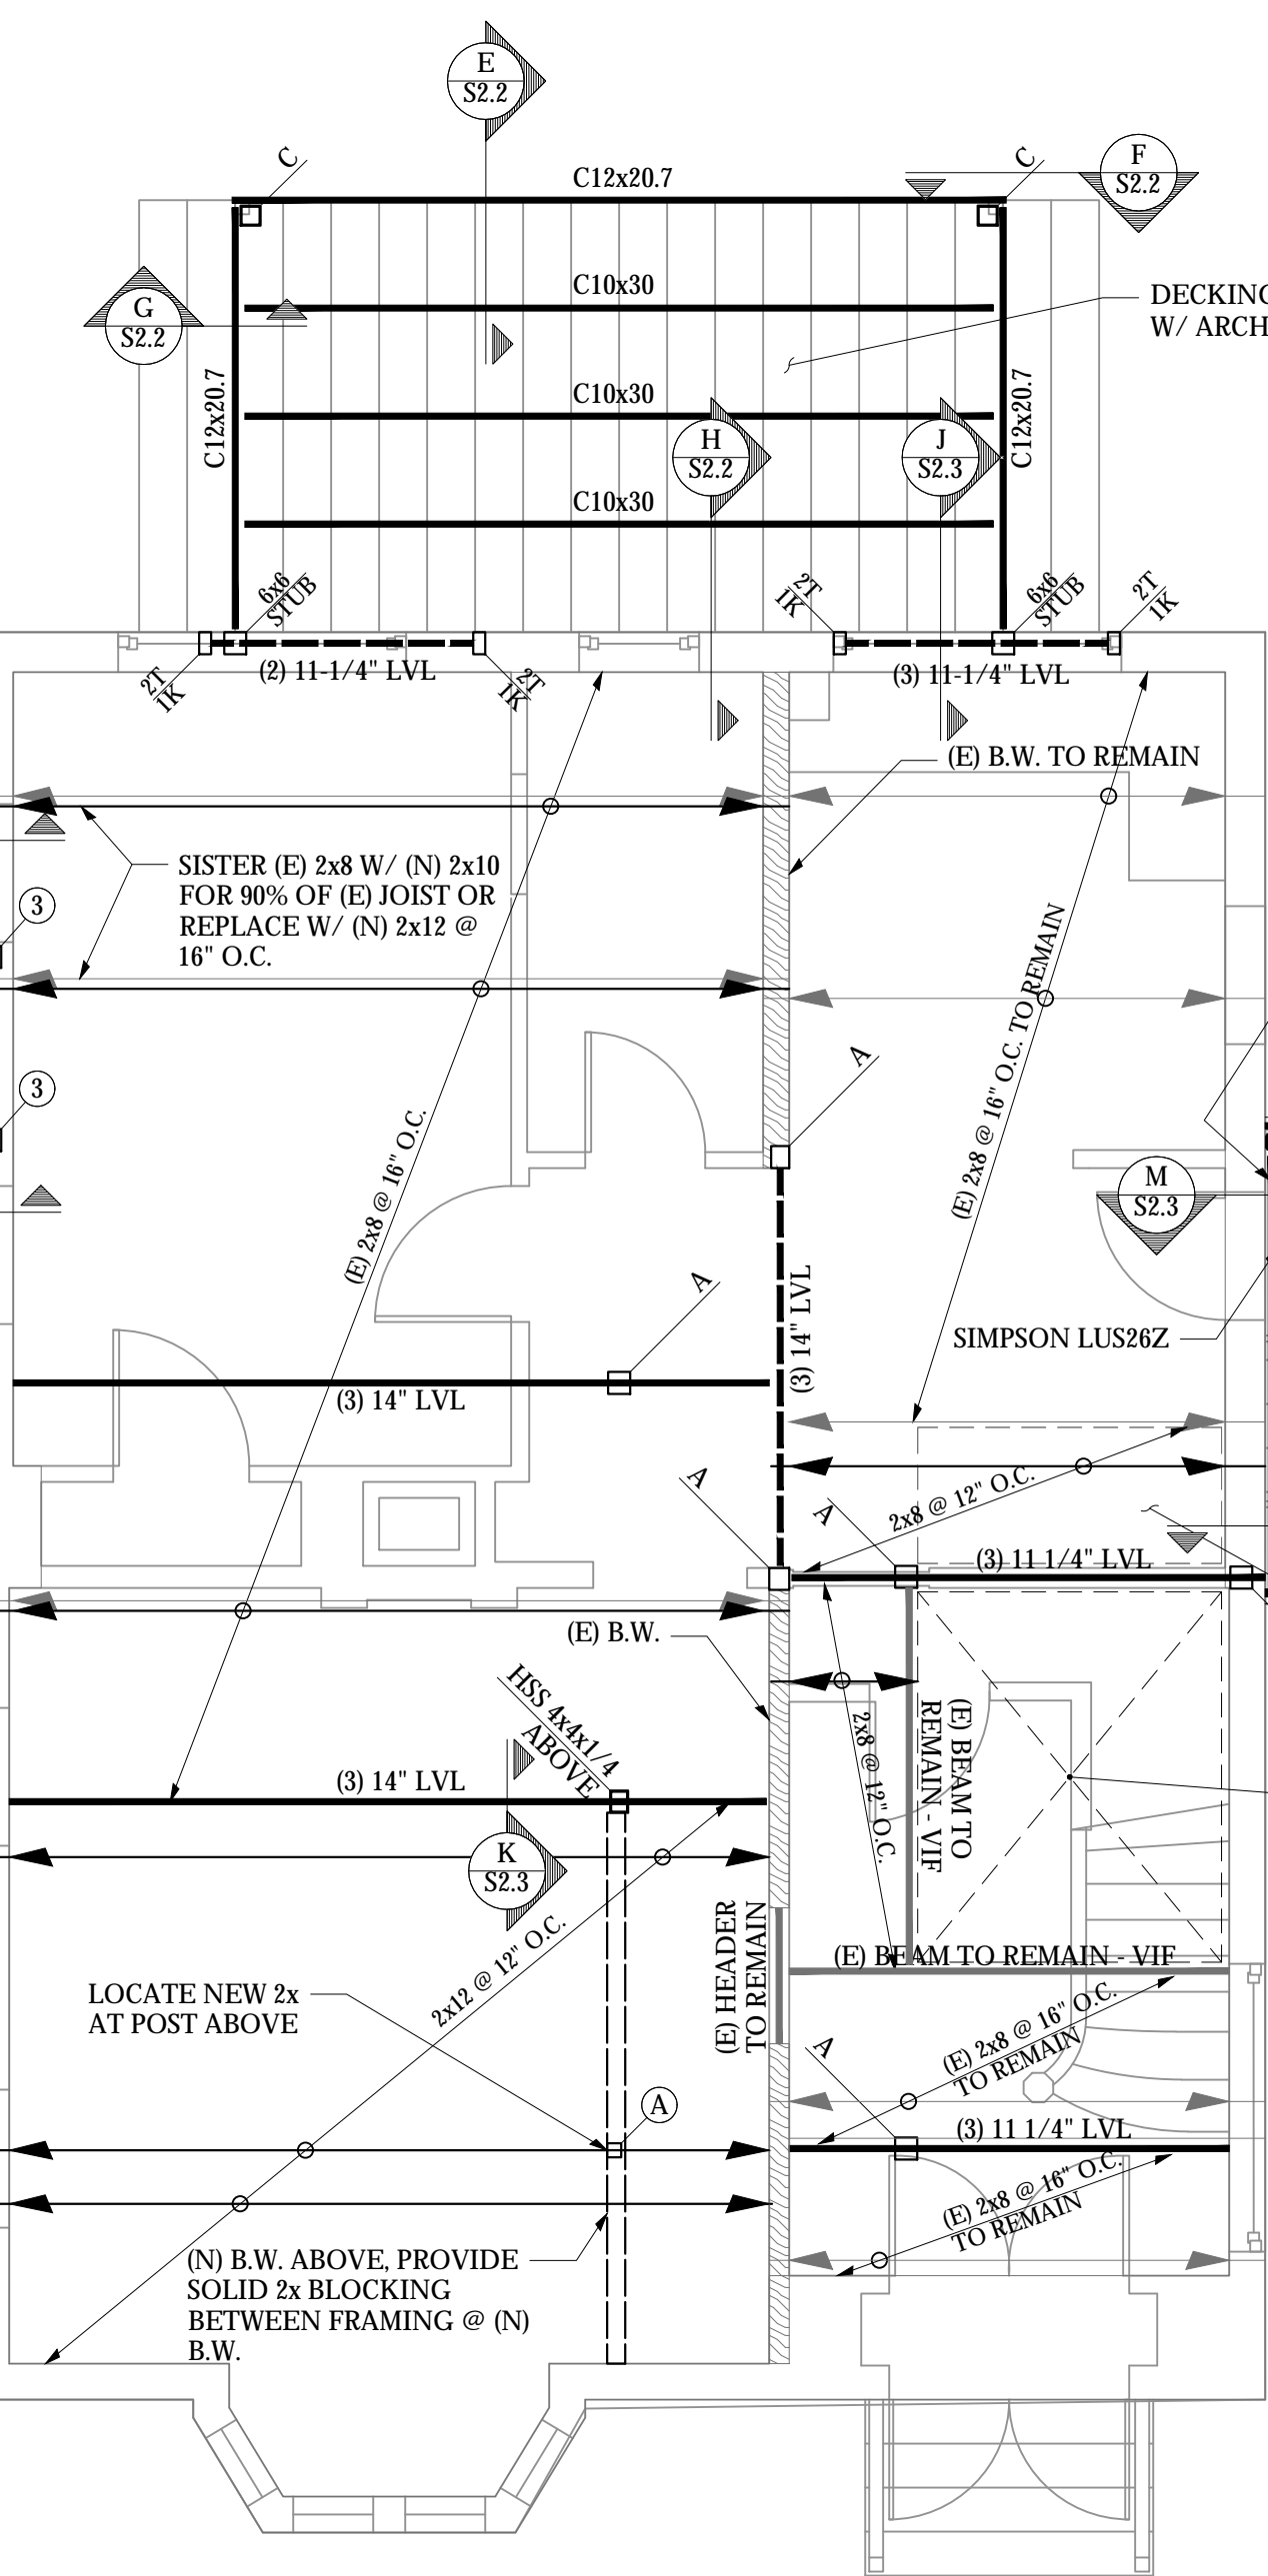 E
S2.2
C
C
F
S2.2
C12x20.7
G
S2.2
C10x30
DECKING
W/ ARCH
C12x20.7
C10x30
C12x20.7
H
S2.2
J
S2.3
C10x30
6x6
STUB
2T
1K
6x6
STUB
2T
1K
2T
1K
(2) 11-1/4" LVL
2T
1K
(3) 11-1/4" LVL
(E) B.W. TO REMAIN
SISTER (E) 2x8 W/ (N) 2x10
FOR 90% OF (E) JOIST OR
REPLACE W/ (N) 2x12 @
16" O.C.
3
(E) 2x8 @ 16" O.C. TO REMAIN
3
A
(E) 2x8 @ 16" O.C.
M
S2.3
A
(3) 14" LVL
SIMPSON LUS26Z
(3) 14" LVL
A
2x8 @ 12" O.C.
A
(3) 11 1/4" LVL
(E) B.W.
HSS 4x4x1/4
ABOVE
(E) BEAM TO
REMAIN - VIF
2x8 @ 12" O.C.
(3) 14" LVL
K
S2.3
(E) HEADER
TO REMAIN
2x12 @ 12" O.C.
(E) BEAM TO REMAIN - VIF
LOCATE NEW 2x
AT POST ABOVE
(E) 2x8 @ 16" O.C.
TO REMAIN
A
A
(3) 11 1/4" LVL
(E) 2x8 @ 16" O.C.
TO REMAIN
(N) B.W. ABOVE, PROVIDE
SOLID 2x BLOCKING
BETWEEN FRAMING @ (N)
B.W.